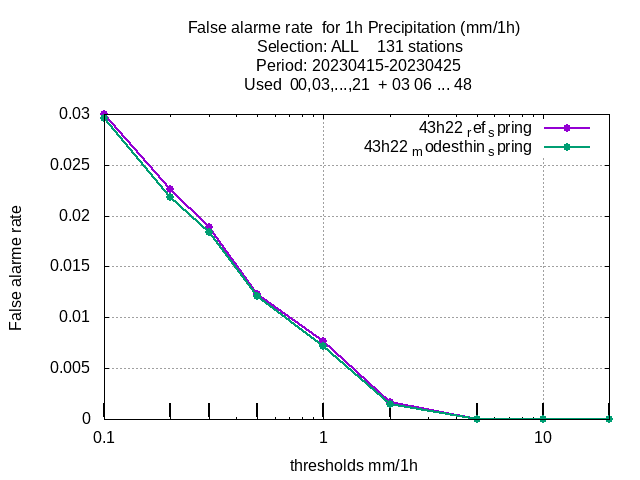 False alarme rate  for 1h Precipitation (mm/1h)
Selection: ALL    131 stations
Period: 20230415-20230425
Used  00,03,...,21  + 03 06 ... 48
43h22 ref spring
43h22 modesthin spring
0.03
0.025
0.02
0.015
0.01
0.005
0
False alarme rate
0.1
1
10
thresholds mm/1h